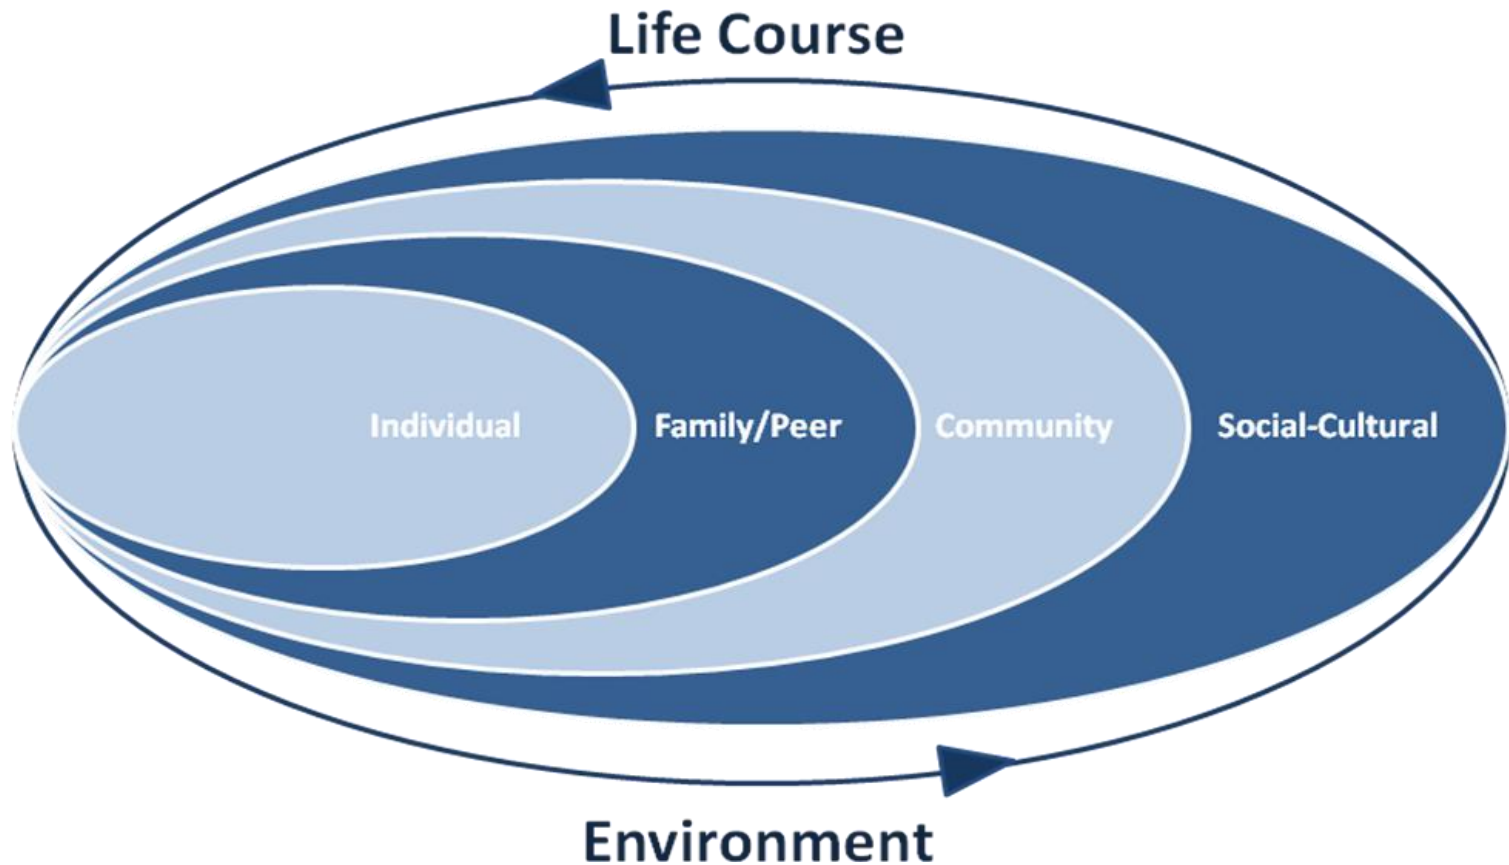 Life Course
Individual
Family/Peer
Community
Social-Cultural
Environment